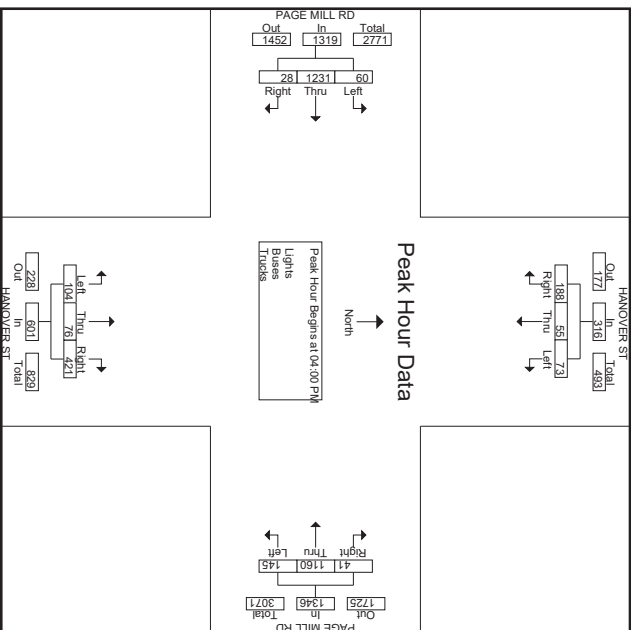 PAGE MILL RD
Out In Total
1452 1319 2771
28 1231 60
Right Thru Left
HANOVER ST
Out In Total
177 316 493
188 55 73
Right Thru Left
Peak Hour Data
North
Peak Hour Begins at 04:00 PM
Lights
Buses
Trucks
Left Thru Right
104 76 421
228 601 829
Out In Total
HANOVER ST
Left Thru Right
145 1160 41
3071 1346 1725
Total In Out
PAGE MILL RD